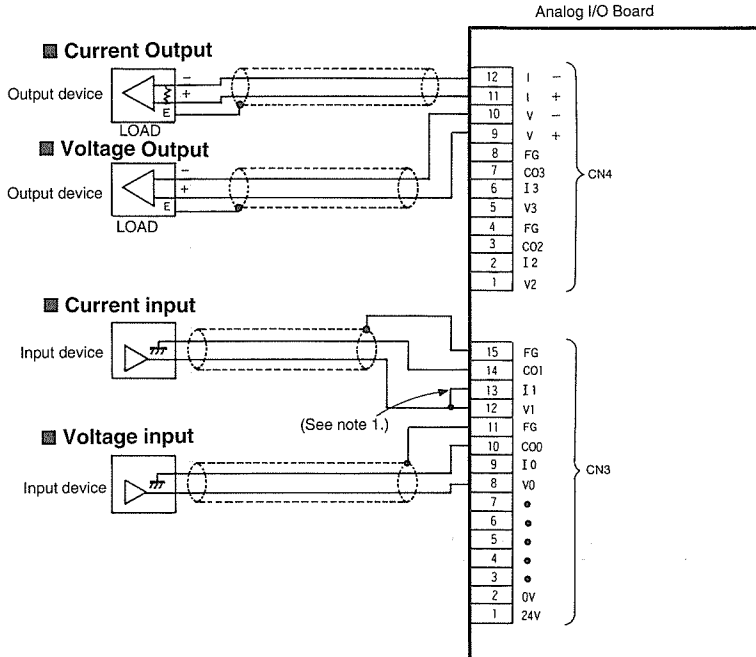 Analog I/O Board
Current Output
Output device
−
+
E
LOAD
12 I −
11 I +
10 V −
9 V +
8 FG
7 CO3
6 I3
5 V3
4 FG
3 CO2
2 I2
1 V2
CN4
Voltage Output
Output device
−
+
E
LOAD
Current input
Input device
(See note 1.)
Voltage input
Input device
15 FG
14 CO1
13 I1
12 V1
11 FG
10 CO0
9 I0
8 V0
7
6
5
4
3
2 0V
1 24V
CN3